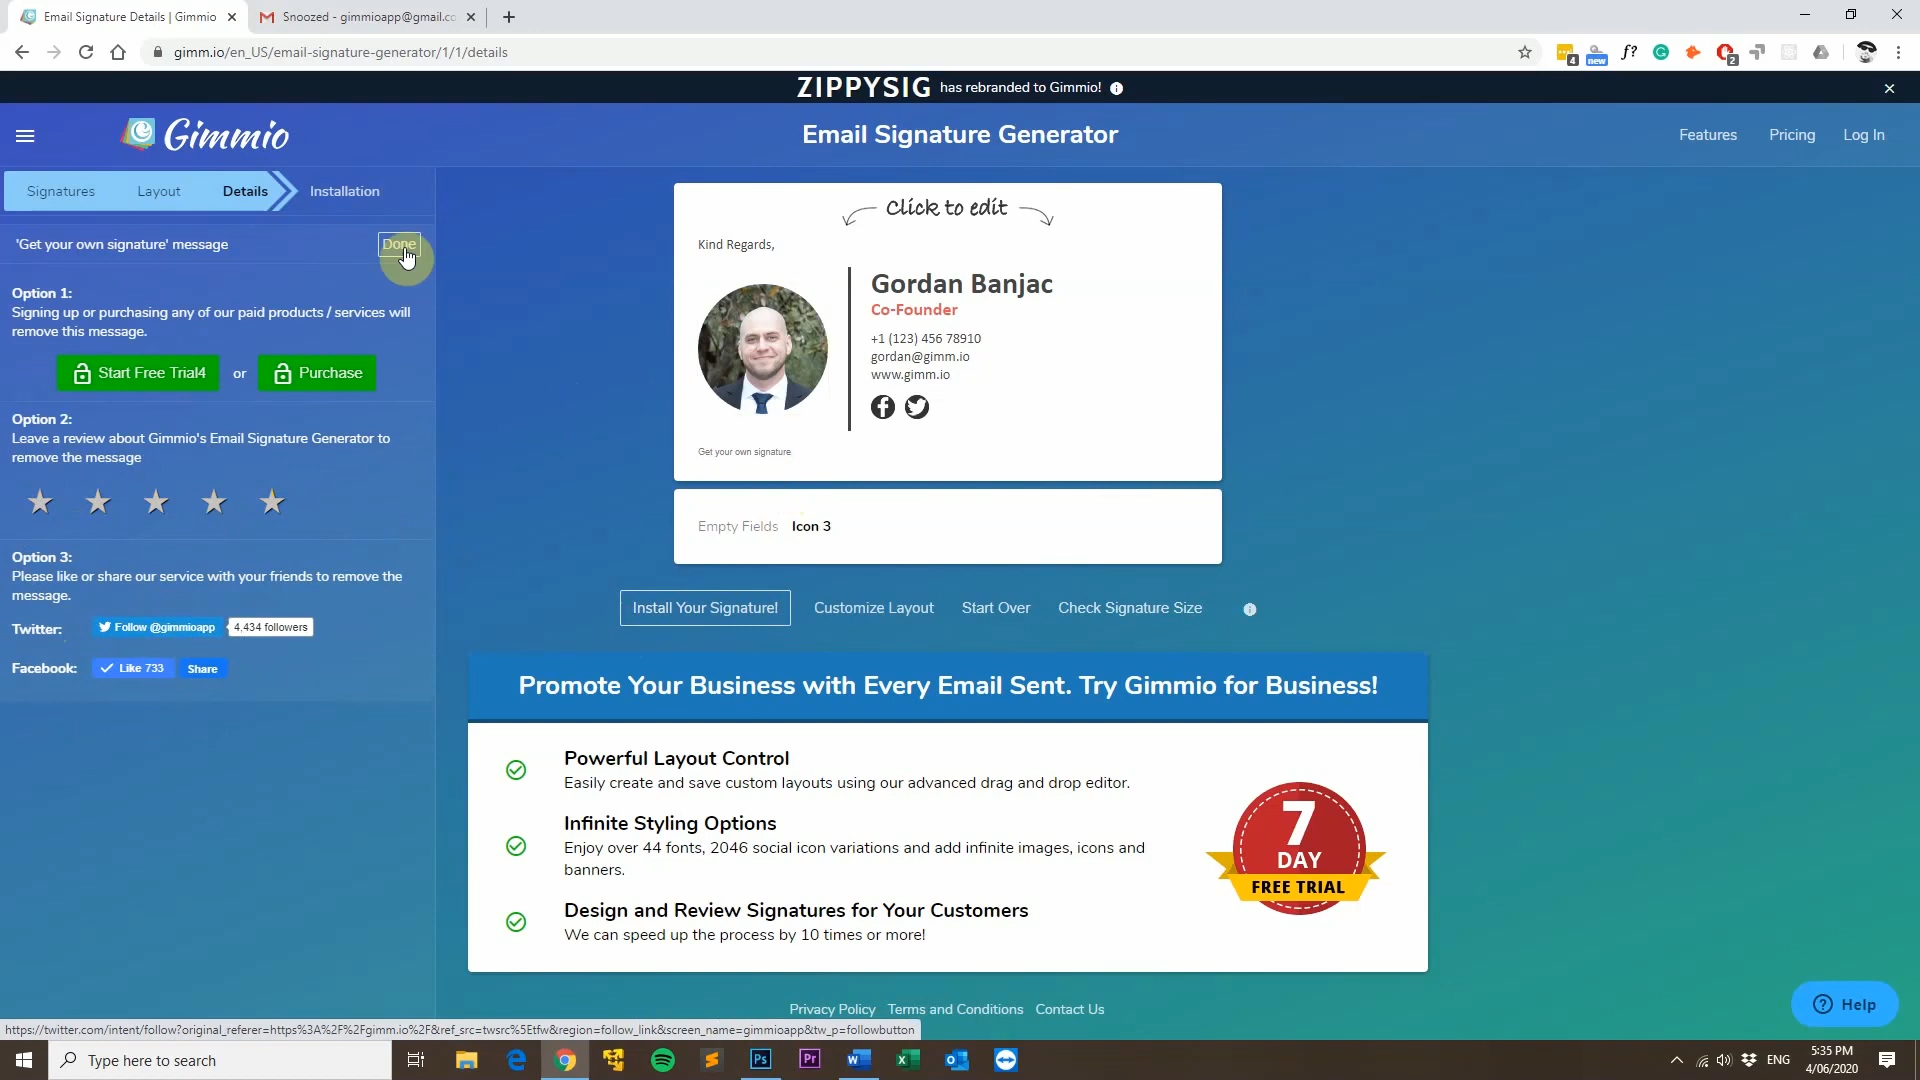 Email Signature Details | Gimmio
Snoozed - gimmioapp@gmail.co
gimm.io/en_US/email-signature-generator/1/1/details
f?
4
new
2
ZIPPYSIG has rebranded to Gimmio!
Gimmio
Email Signature Generator
Features
Pricing
Log In
Signatures
Layout
Details
Installation
'Get your own signature' message
Done
Option 1:
Signing up or purchasing any of our paid products / services will
remove this message.
Start Free Trial4
or
Purchase
Option 2:
Leave a review about Gimmio's Email Signature Generator to
remove the message
Option 3:
Please like or share our service with your friends to remove the
message.
Twitter:
Follow @gimmioapp
4,434 followers
Facebook:
Like 733
Share
Click to edit
Kind Regards,
Gordan Banjac
Co-Founder
+1 (123) 456 78910
gordan@gimm.io
www.gimm.io
Get your own signature
Empty Fields
Icon 3
Install Your Signature!
Customize Layout
Start Over
Check Signature Size
Promote Your Business with Every Email Sent. Try Gimmio for Business!
Powerful Layout Control
Easily create and save custom layouts using our advanced drag and drop editor.
Infinite Styling Options
Enjoy over 44 fonts, 2046 social icon variations and add infinite images, icons and
banners.
Design and Review Signatures for Your Customers
We can speed up the process by 10 times or more!
7
DAY
FREE TRIAL
Privacy Policy
Terms and Conditions
Contact Us
Help
https://twitter.com/intent/follow?original_referer=https%3A%2F%2Fgimm.io%2F&ref_src=twsrc%5Etfw&region=follow_link&screen_name=gimmioapp&tw_p=followbutton
Type here to search
Ps
Pr
ENG
5:35 PM
4/06/2020